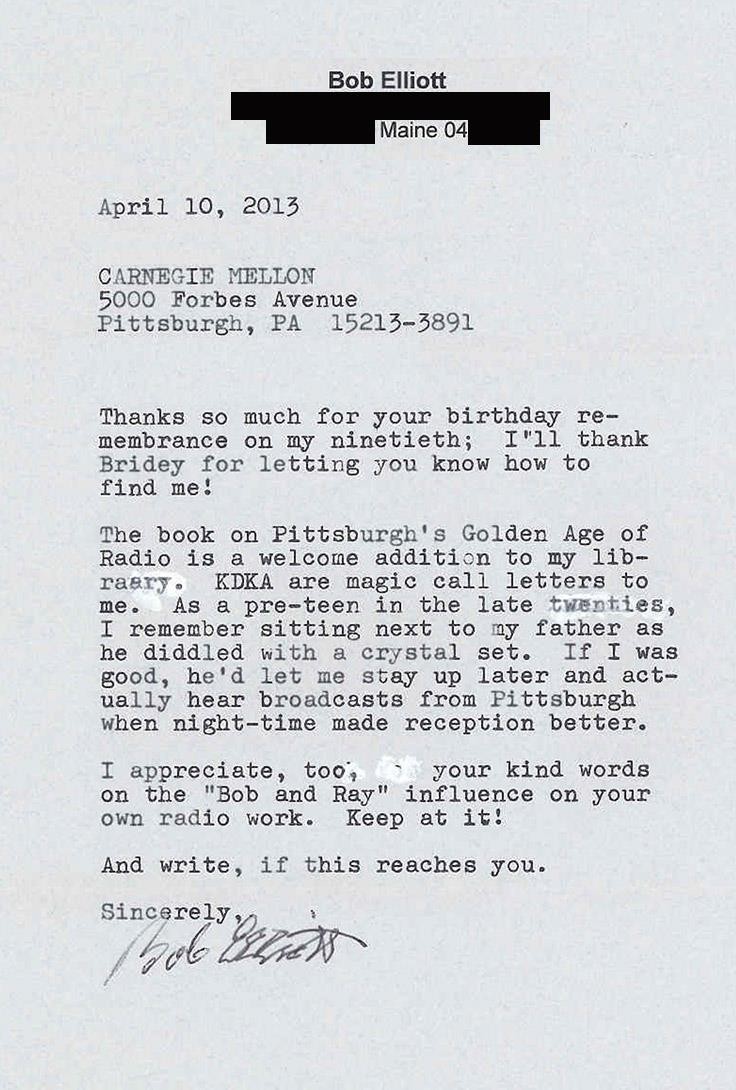 Bob Elliott
Maine 04
April 10, 2013
CARNEGIE MELLON
5000 Forbes Avenue
Pittsburgh, PA  15213-3891
Thanks so much for your birthday re-
membrance on my ninetieth;  I"ll thank
Bridey for letting you know how to
find me!
The book on Pittsburgh's Golden Age of
Radio is a welcome addition to my lib-
raary.  KDKA are magic call letters to
me.  As a pre-teen in the late twenties,
I remember sitting next to my father as
he diddled with a crystal set.  If I was
good, he'd let me stay up later and act-
ually hear broadcasts from Pittsburgh
when night-time made reception better.
I appreciate, too, your kind words
on the "Bob and Ray" influence on your
own radio work.  Keep at it!
And write, if this reaches you.
Sincerely,
Bob Elliott